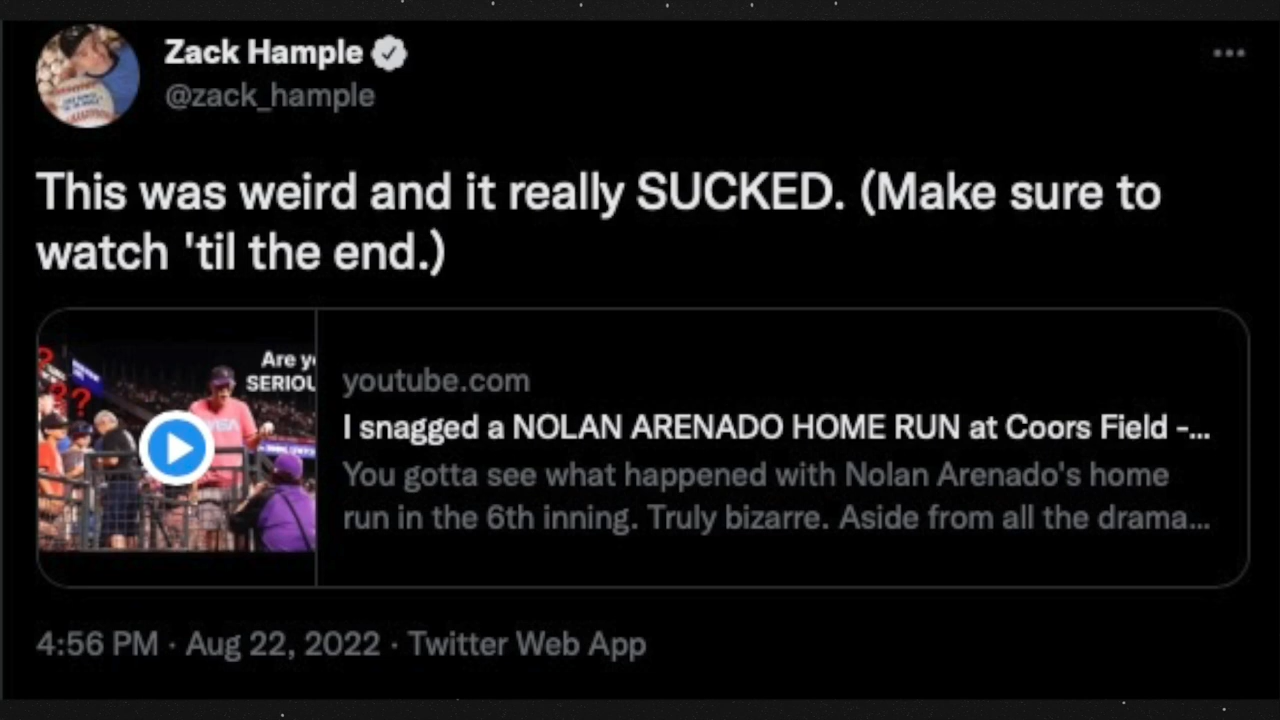 Zack Hample
@zack_hample
This was weird and it really SUCKED. (Make sure to
watch 'til the end.)
Are
SERIOU
youtube.com
I snagged a NOLAN ARENADO HOME RUN at Coors Field -...
You gotta see what happened with Nolan Arenado's home
run in the 6th inning. Truly bizarre. Aside from all the drama...
4:56 PM · Aug 22, 2022 · Twitter Web App